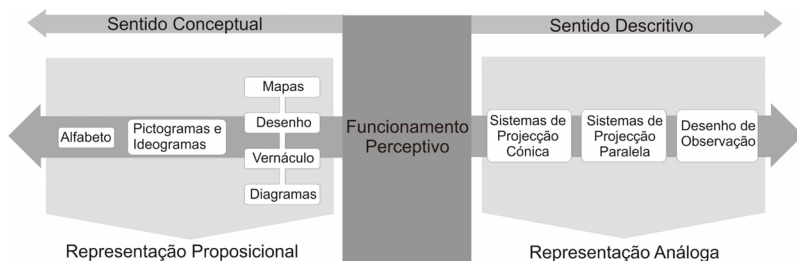 Sentido Conceptual
Sentido Descritivo
Alfabeto
Pictogramas e
Ideogramas
Mapas
Desenho
Vernáculo
Diagramas
Funcionamento
Perceptivo
Sistemas de
Projecção
Cónica
Sistemas de
Projecção
Paralela
Desenho de
Observação
Representação Proposicional
Representação Análoga